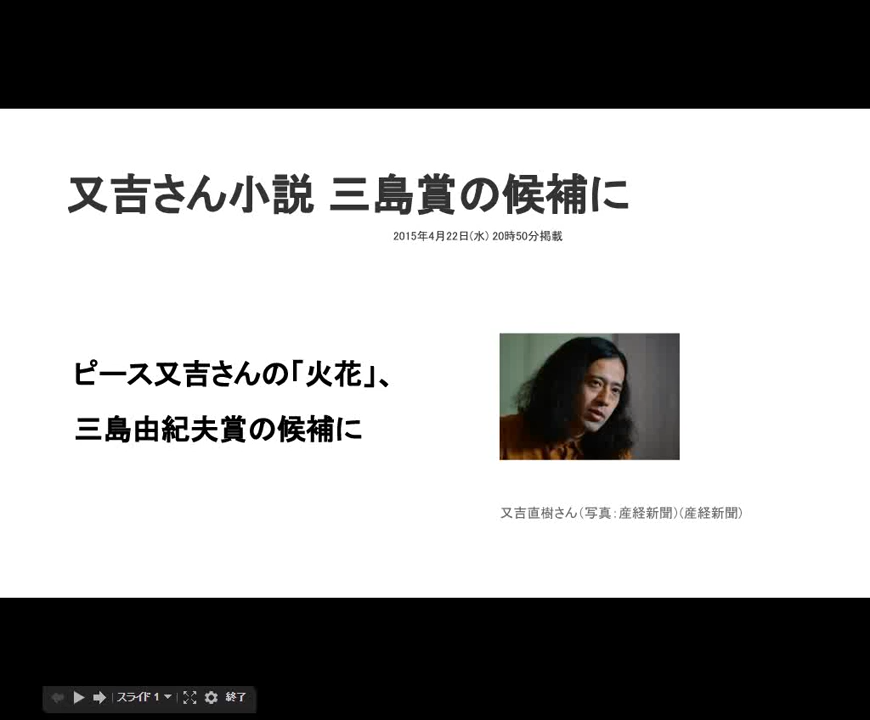 又吉さん小説 三島賞の候補に
2015年4月22日(水) 20時50分掲載
ピース又吉さんの「火花」、
三島由紀夫賞の候補に
又吉直樹さん(写真:産経新聞)(産経新聞)
スライド 1
終了